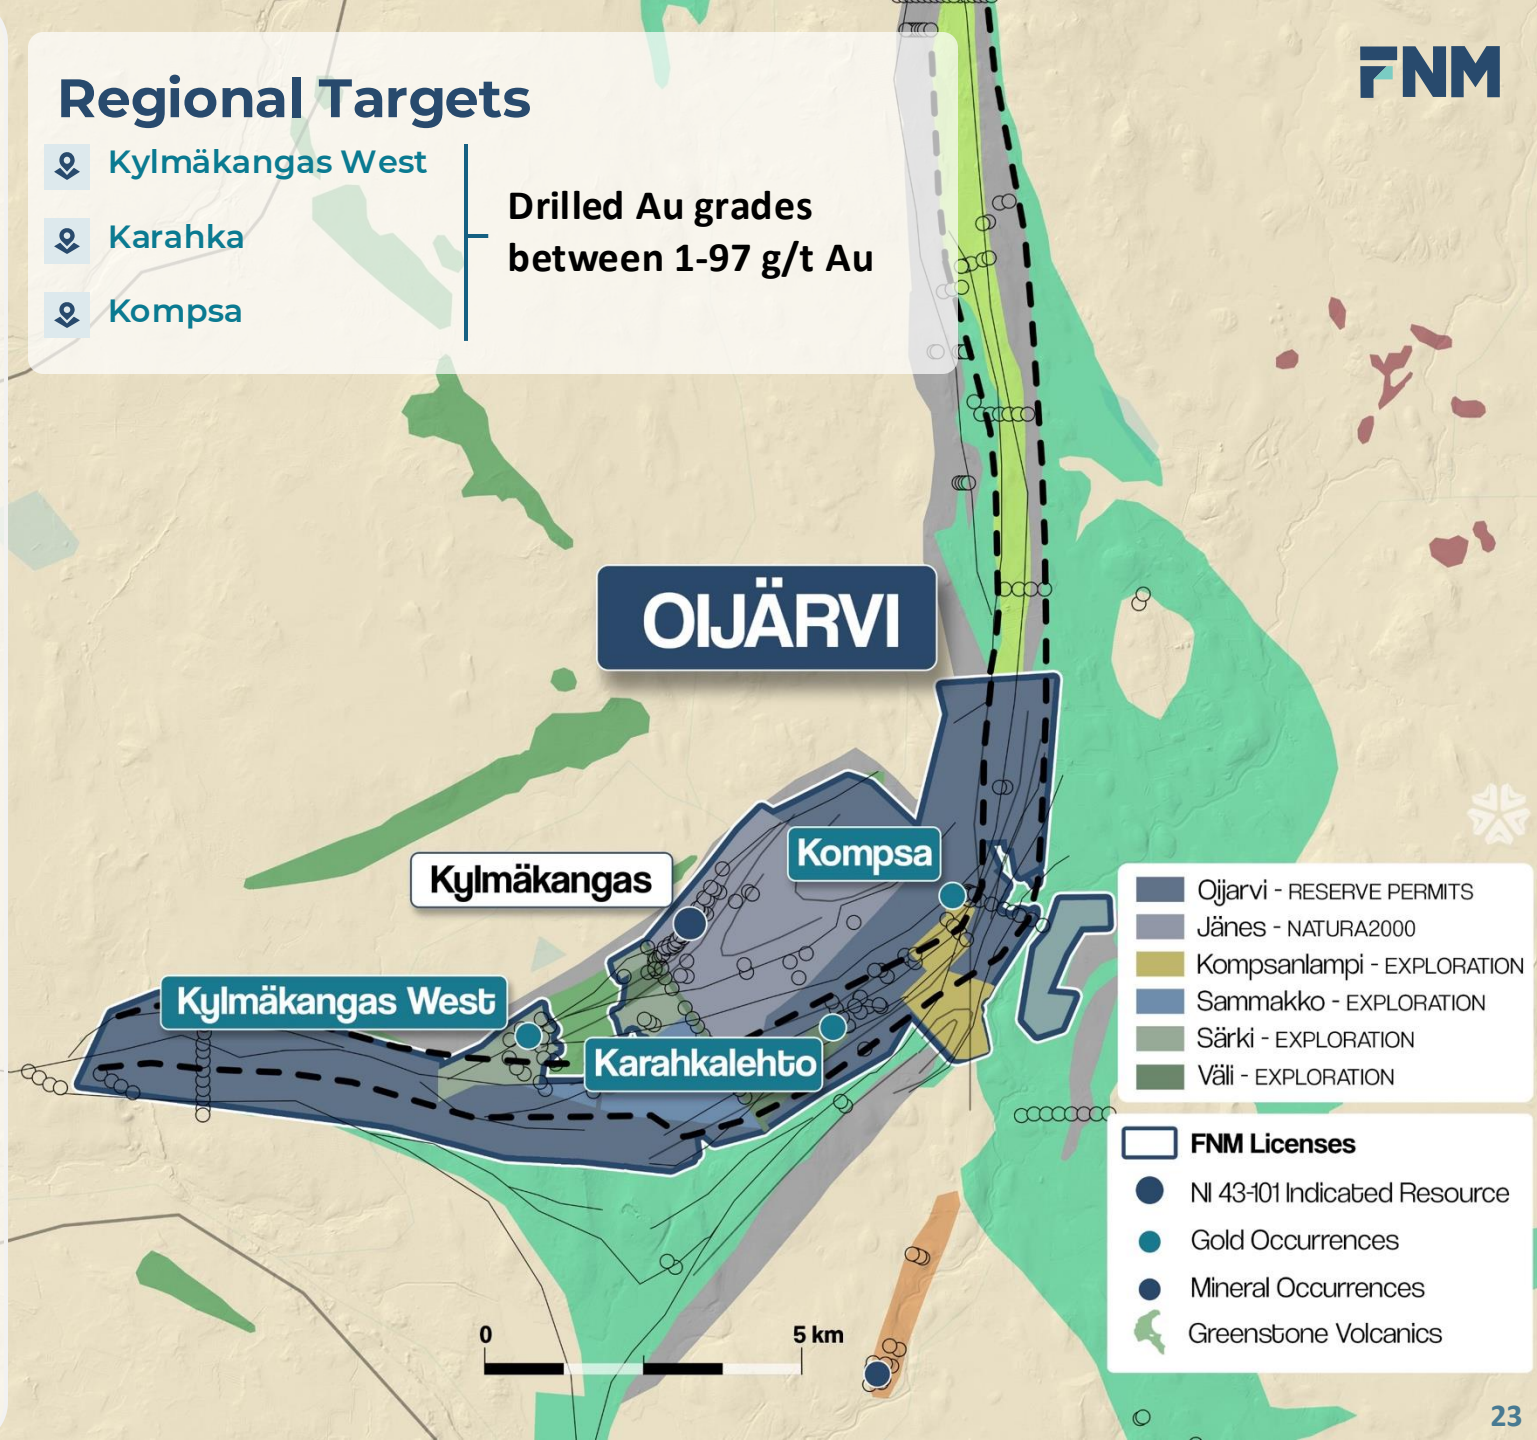 FNM
Regional Targets
Kylmäkangas West
Karahka
Kompsa
Drilled Au grades
between 1-97 g/t Au
OIJÄRVI
Kompsa
Kylmäkangas
Kylmäkangas West
Karahkalehto
Oijarvi - RESERVE PERMITS
Jänes - NATURA2000
Kompsanlampi - EXPLORATION
Sammakko - EXPLORATION
Särki - EXPLORATION
Väli - EXPLORATION
FNM Licenses
NI 43-101 Indicated Resource
Gold Occurrences
Mineral Occurrences
Greenstone Volcanics
0 5 km
23